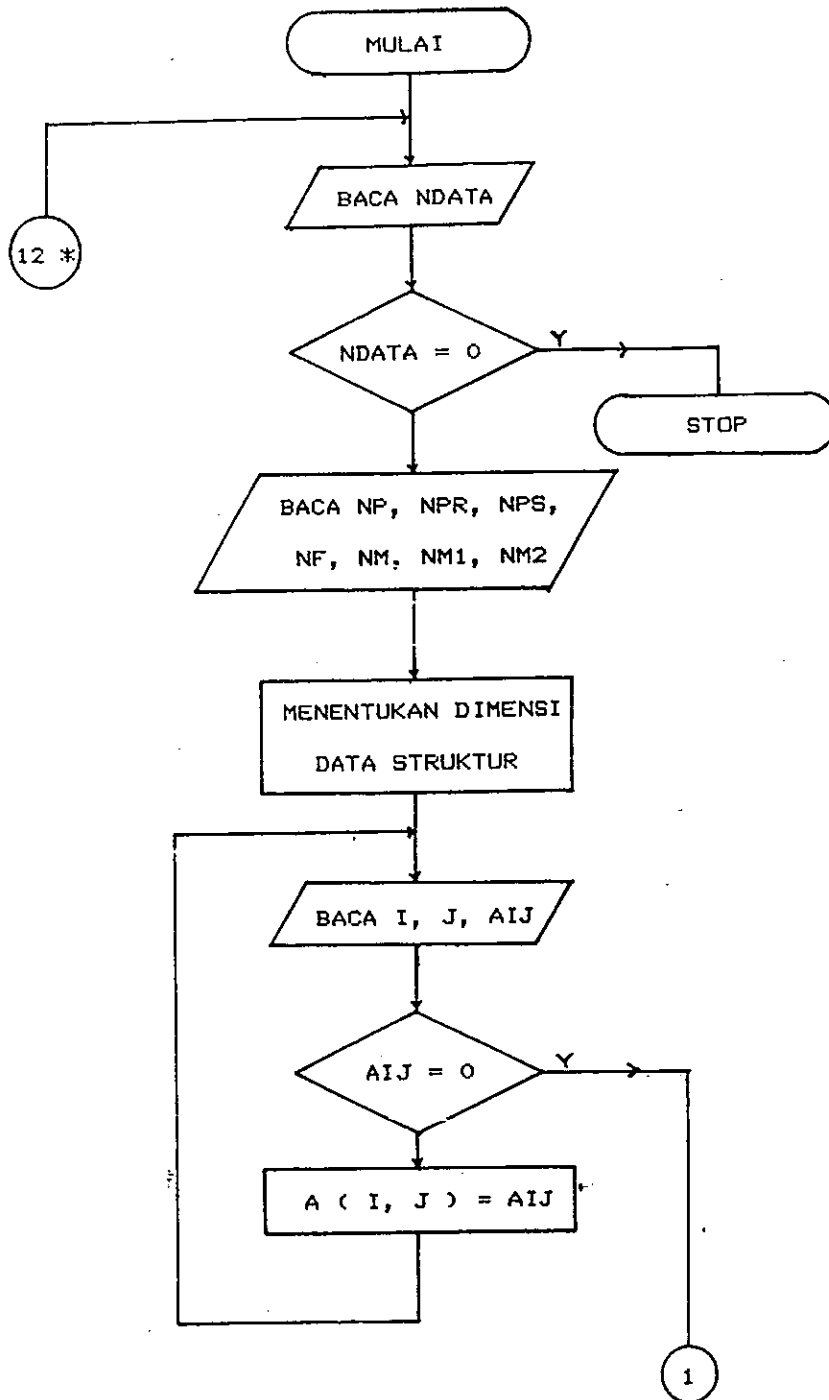 MULAI
12 *
BACA NDATA
NDATA = 0
Y
STOP
BACA NP, NPR, NPS,
NF, NM, NM1, NM2
MENENTUKAN DIMENSI
DATA STRUKTUR
BACA I, J, AIJ
AIJ = 0
Y
A ( I, J ) = AIJ
1